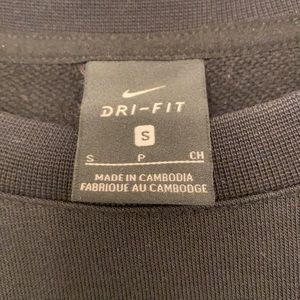 DRI-FIT
S
S P CH
MADE IN CAMBODIA
FABRIQUÉ AU CAMBODGE